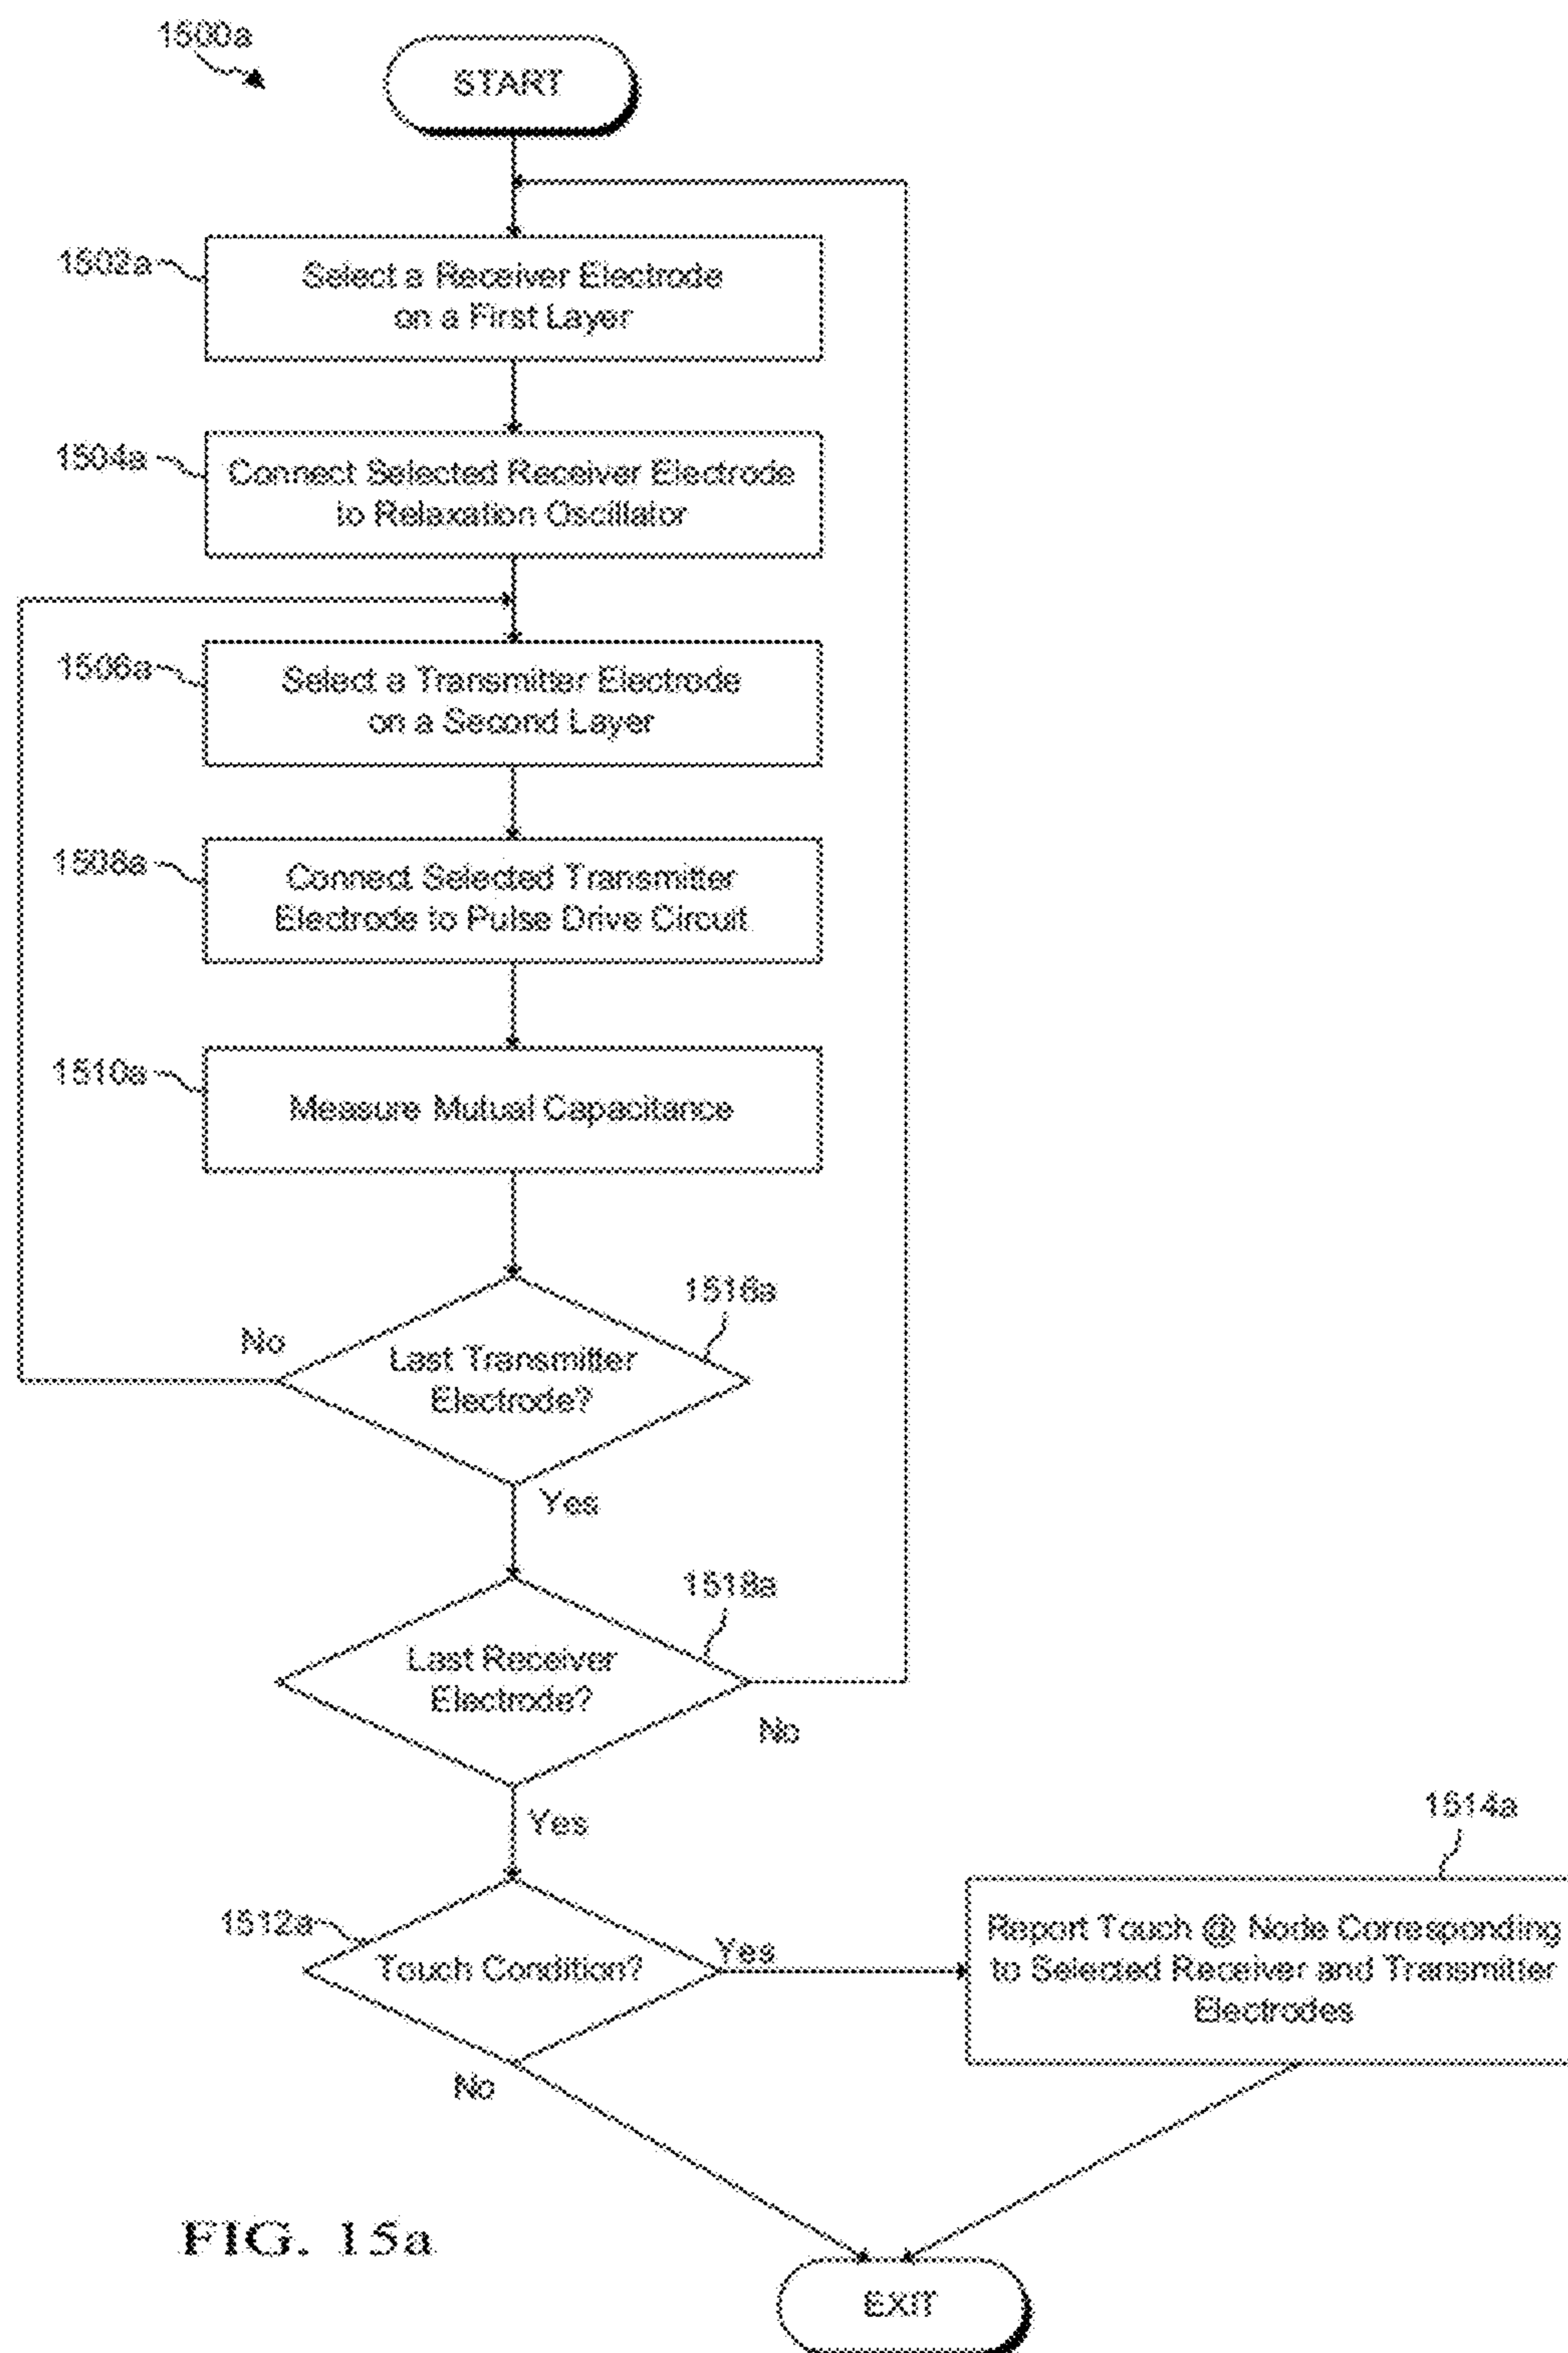 1500a
START
1502a
Select a Receiver Electrode
on a First Layer
1504a
Connect Selected Receiver Electrode
to Relaxation Oscillator
1506a
Select a Transmitter Electrode
on a Second Layer
1508a
Connect Selected Transmitter
Electrode to Pulse Drive Circuit
1510a
Measure Mutual Capacitance
1516a
No
Last Transmitter
Electrode?
Yes
1518a
Last Receiver
Electrode?
No
Yes
1514a
1512a
Touch Condition?
Yes
Report Touch @ Node Corresponding
to Selected Receiver and Transmitter
Electrodes
No
FIG. 15a
EXIT